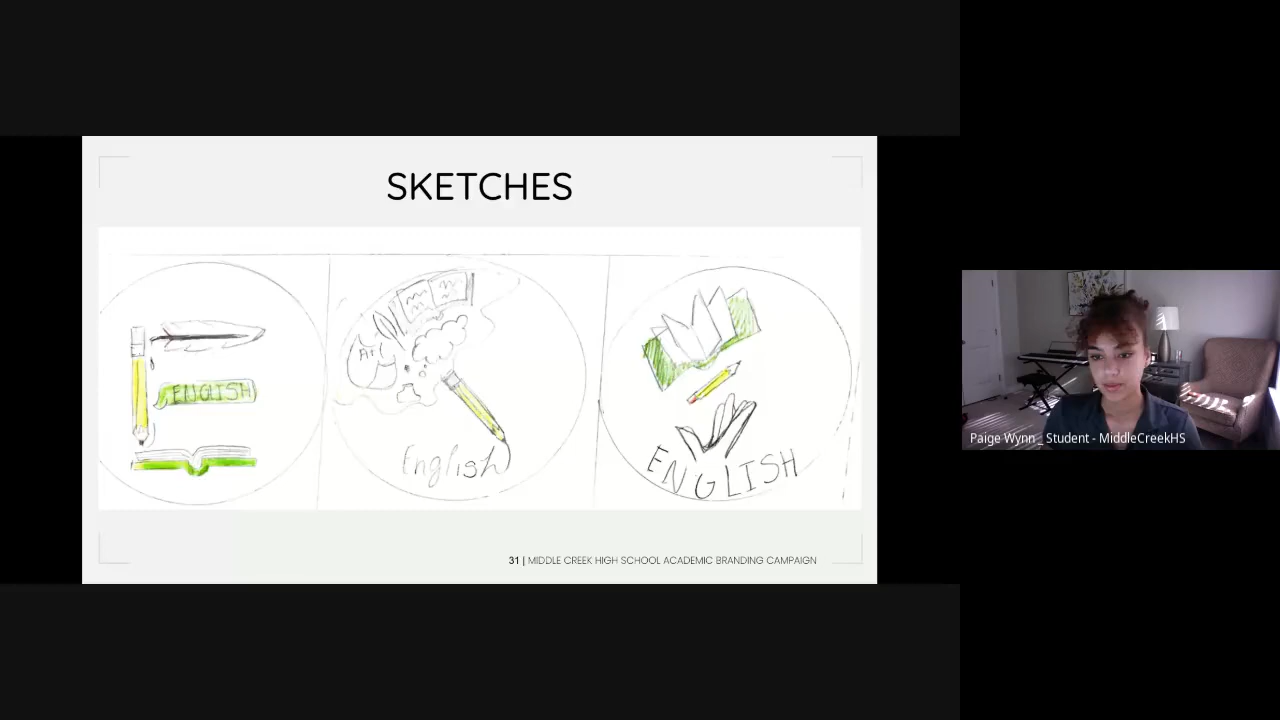 SKETCHES
ENGLISH
A+
English
ENGLISH
31 | MIDDLE CREEK HIGH SCHOOL ACADEMIC BRANDING CAMPAIGN
Paige Wynn _ Student - MiddleCreekHS